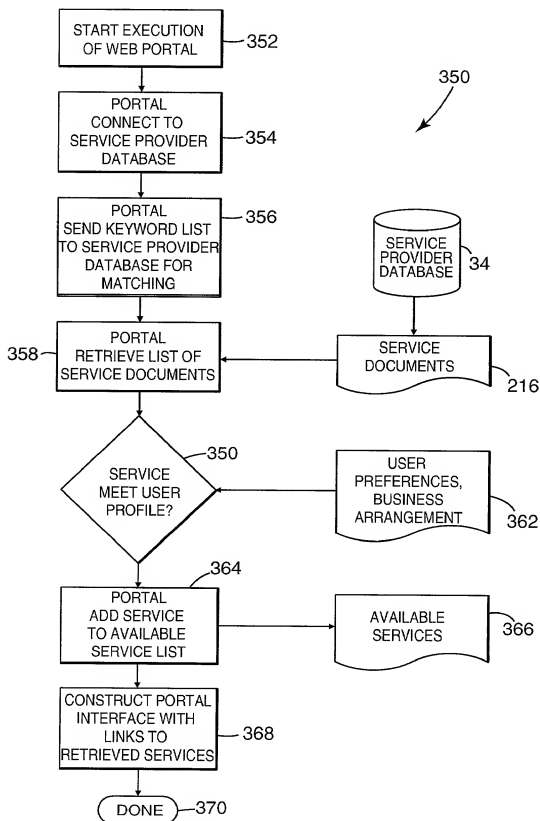 START EXECUTION
OF WEB PORTAL
352
350
PORTAL
CONNECT TO
SERVICE PROVIDER
DATABASE
354
PORTAL
SEND KEYWORD LIST
TO SERVICE PROVIDER
DATABASE FOR
MATCHING
356
SERVICE
PROVIDER
DATABASE
34
358
PORTAL
RETRIEVE LIST OF
SERVICE DOCUMENTS
SERVICE
DOCUMENTS
216
350
SERVICE
MEET USER
PROFILE?
USER
PREFERENCES,
BUSINESS
ARRANGEMENT
362
364
PORTAL
ADD SERVICE
TO AVAILABLE
SERVICE LIST
AVAILABLE
SERVICES
366
CONSTRUCT PORTAL
INTERFACE WITH
LINKS TO
RETRIEVED SERVICES
368
DONE
370